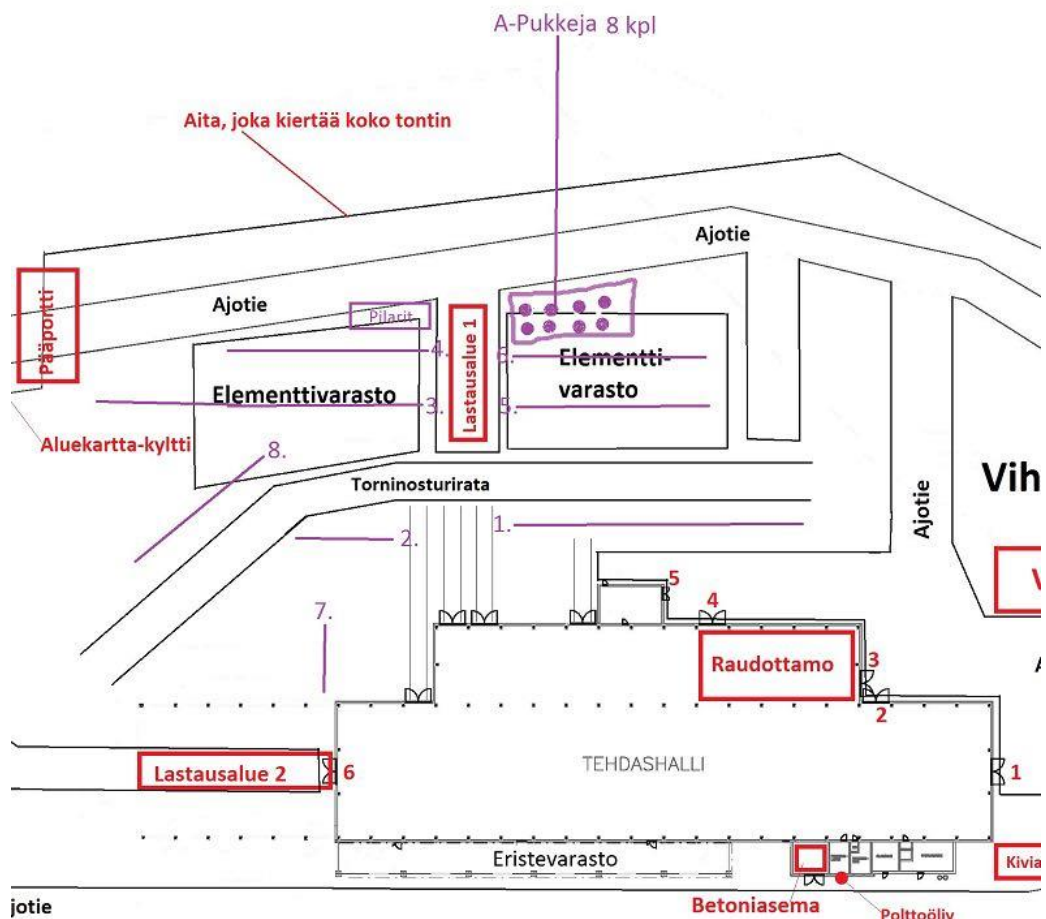 A-Pukkeja 8 kpl
Aita, joka kiertää koko tontin
Ajotie
Pääportti
Ajotie
Pilarit
Lastausalue 1
4.
6.
Elementti-
varasto
Elementtivarasto
3.
5.
Aluekartta-kyltti
8.
Torninosturirata
Vih
Ajotie
2.
1.
V
5
4
7.
Raudottamo
3
A
2
TEHDASHALLI
Lastausalue 2
6
1
Eristevarasto
Kivia
Betoniasema
Polttoöliy
jotie